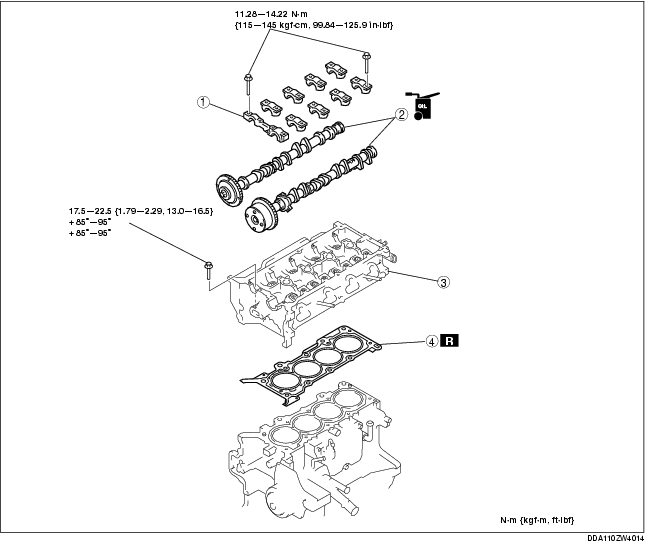 11.28—14.22 N·m
{115—145 kgf·cm, 99.84—125.9 in·lbf}
1
2
OIL
17.5—22.5 {1.79—2.29, 13.0—16.5}
+85°—95°
+85°—95°
3
4 R
N·m {kgf·m, ft·lbf}
DDA110ZW4014